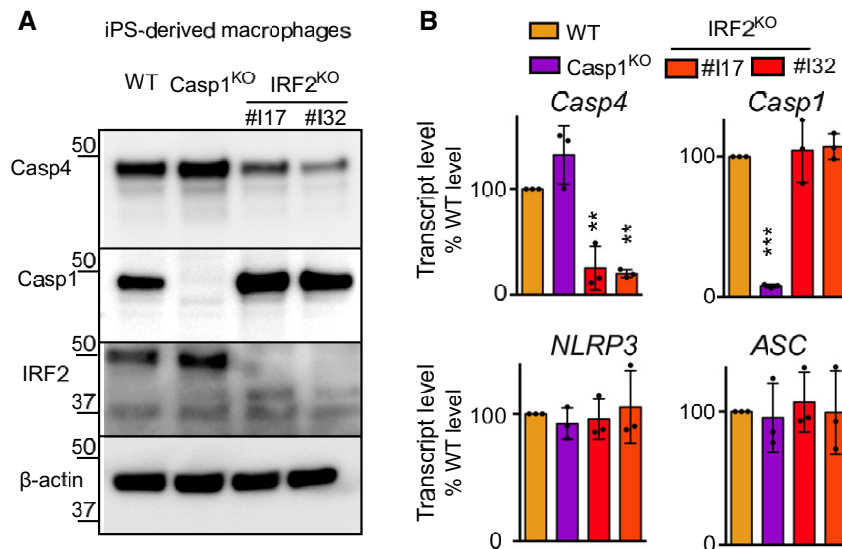 A
iPS-derived macrophages
WT Casp1KO IRF2KO
#I17 #I32
50
Casp4
50
Casp1
50
IRF2
37
50
β-actin
37
B
WT
Casp1KO
IRF2KO
#I17 #I32
Casp4
Transcript level
% WT level
100
0
**
**
Casp1
100
0
***
NLRP3
Transcript level
% WT level
100
0
ASC
100
0